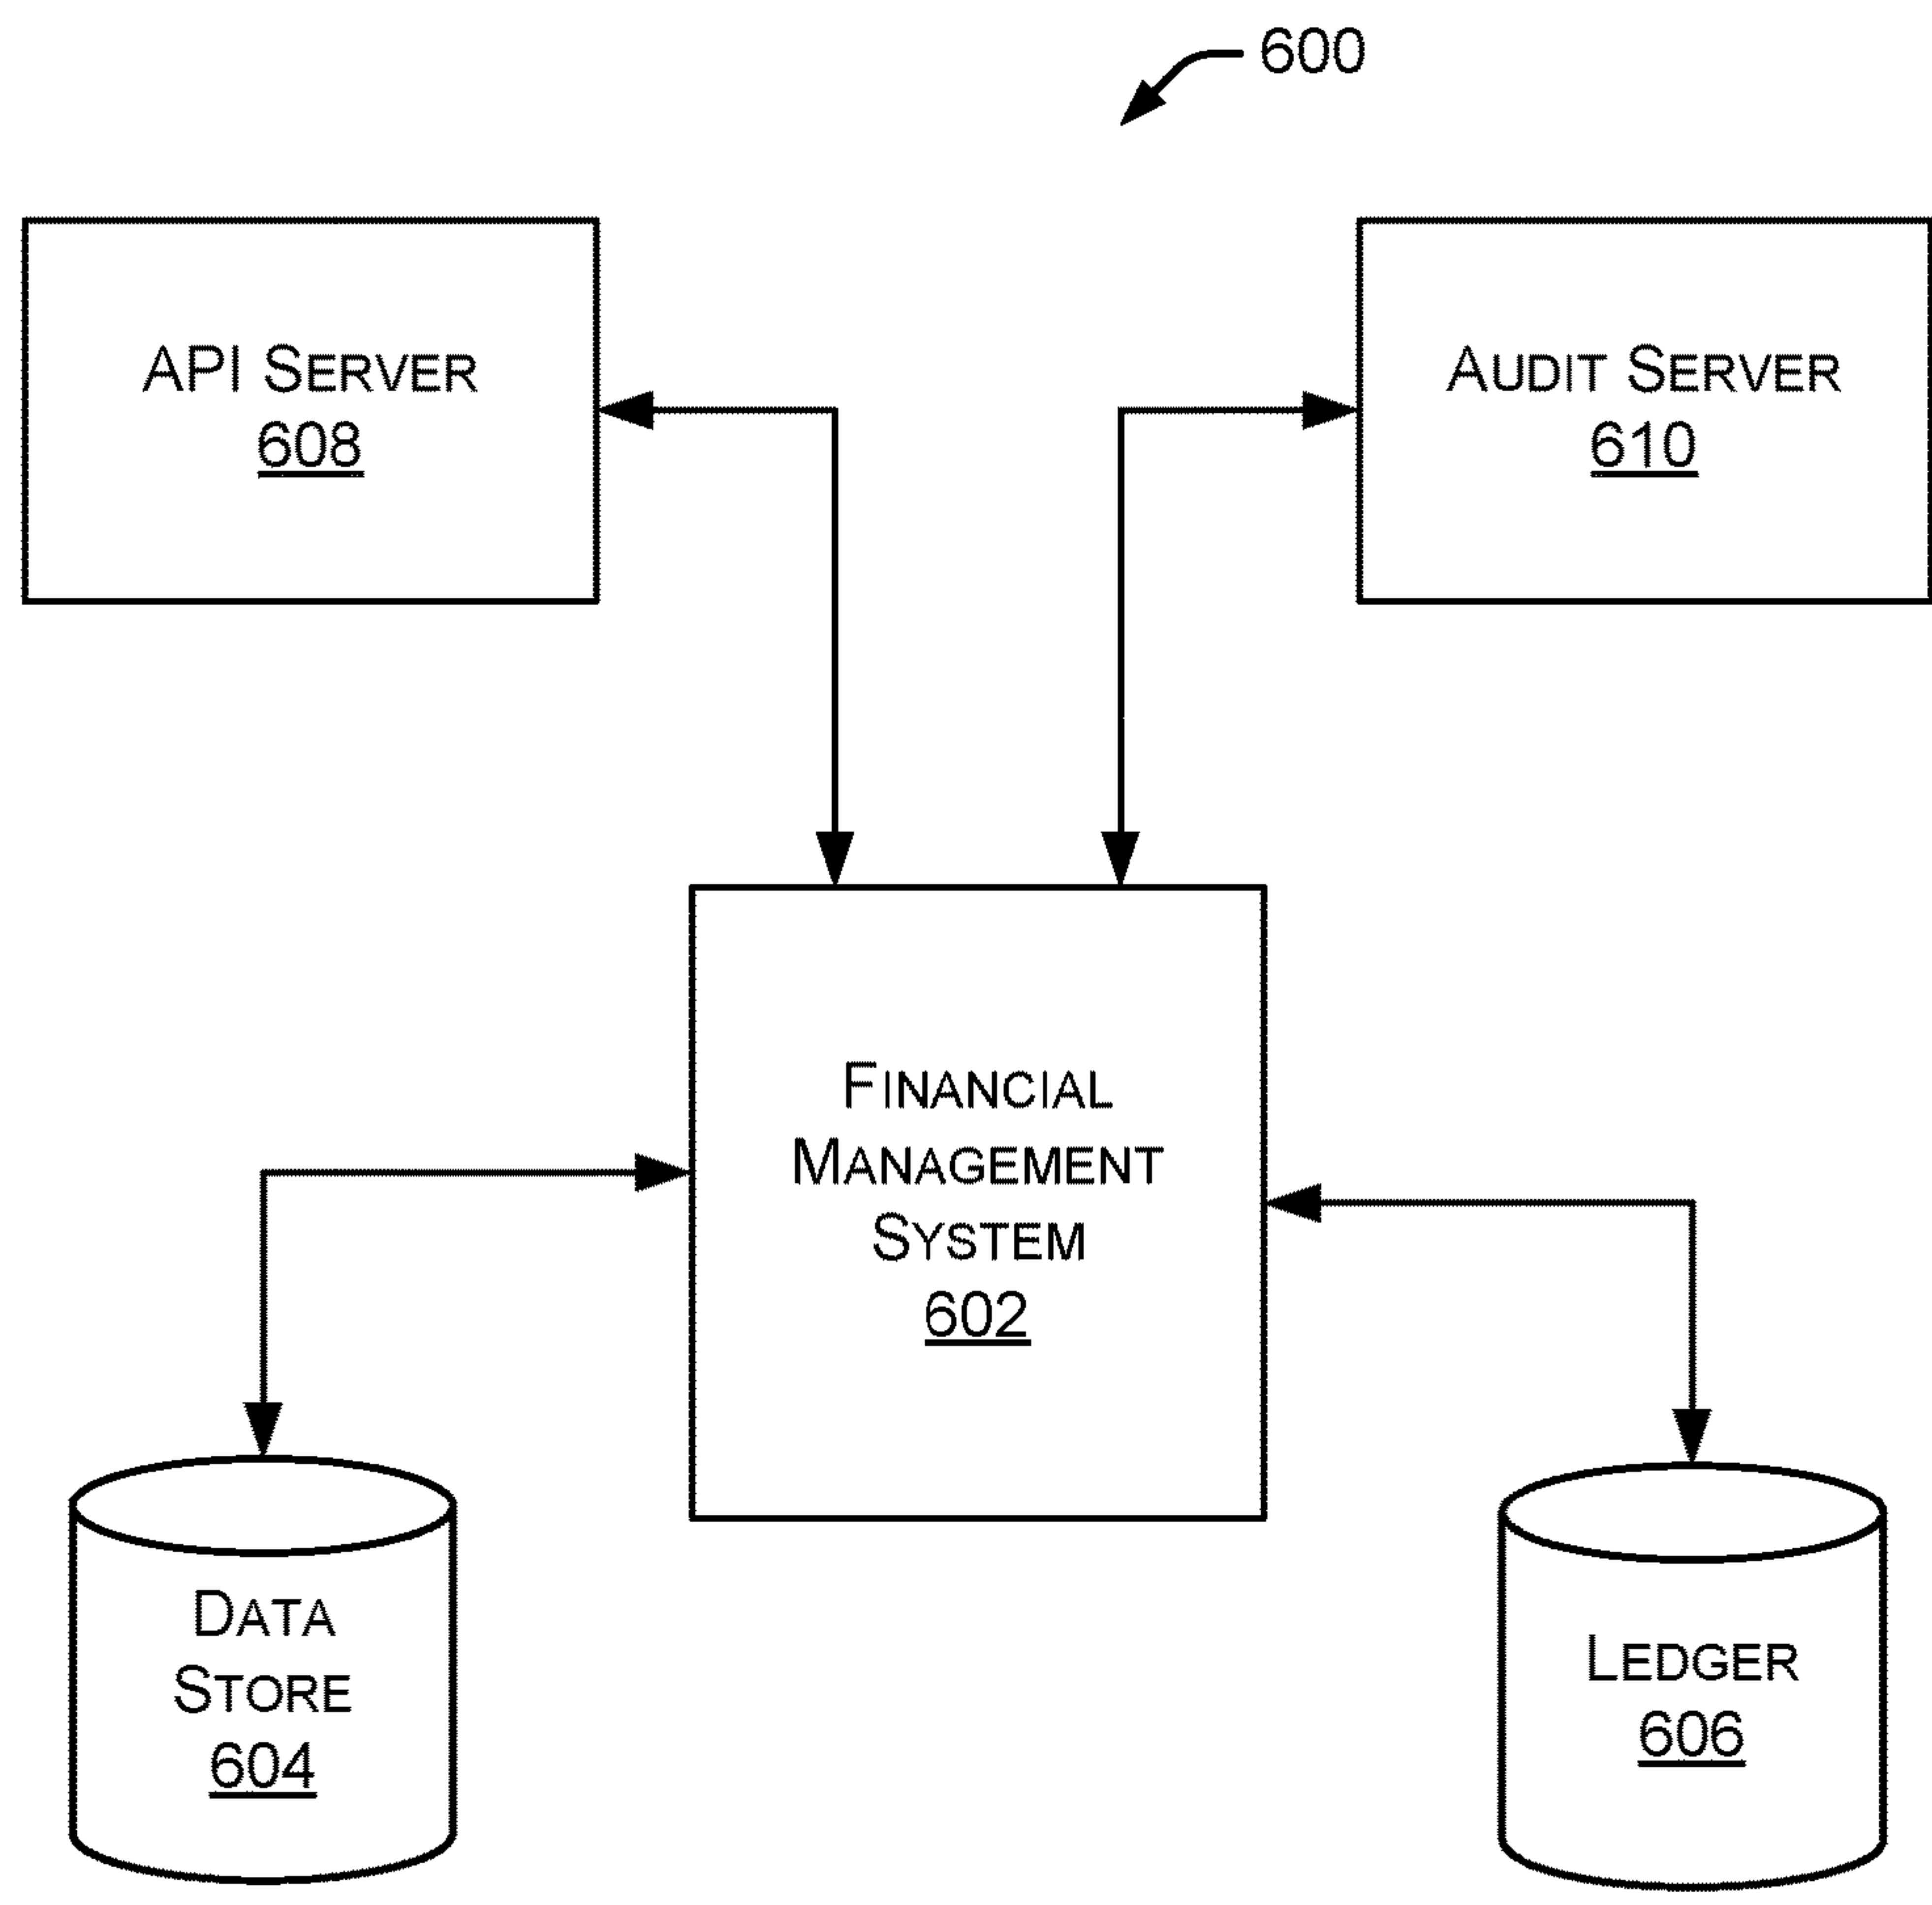 600
API SERVER
608
AUDIT SERVER
610
FINANCIAL
MANAGEMENT
SYSTEM
602
DATA
STORE
604
LEDGER
606